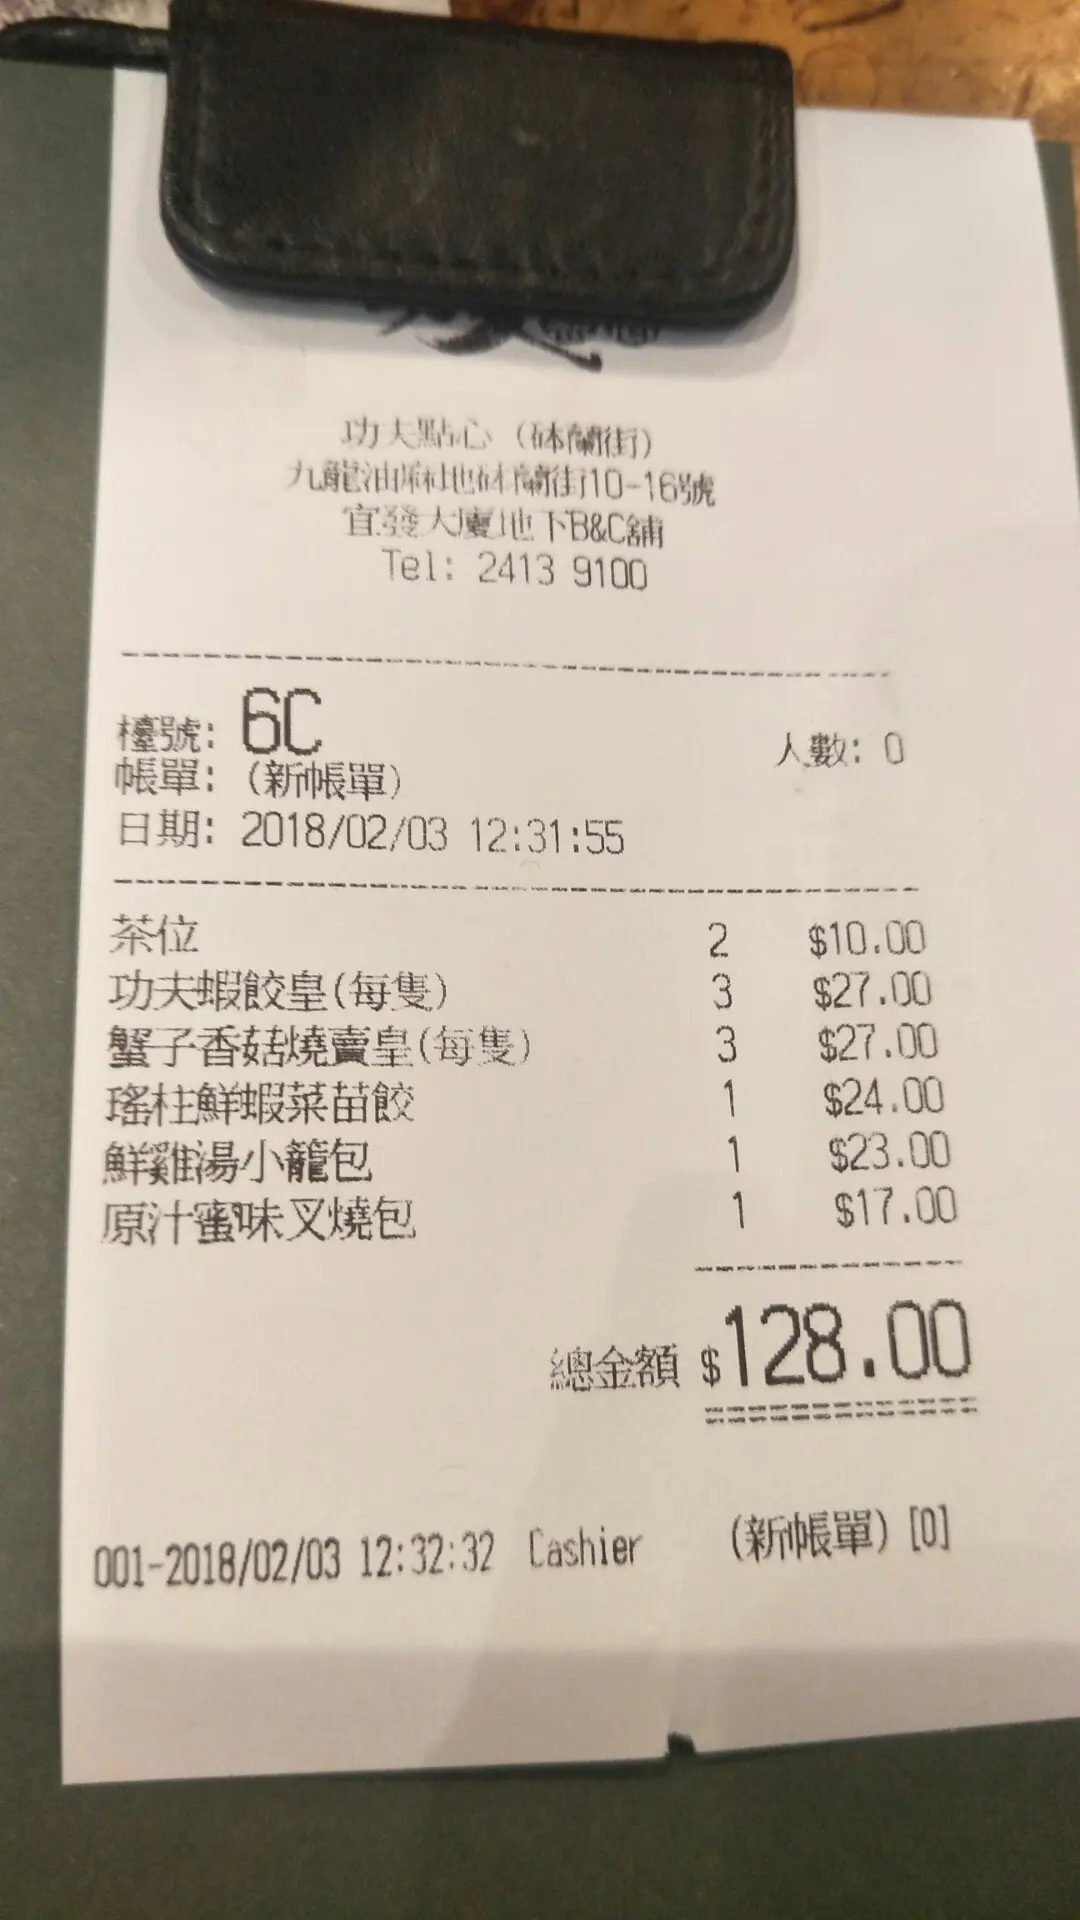 點心
功夫點心（砵蘭街）
九龍油麻地砵蘭街10-16號
宜發大廈地下B&C舖
Tel: 2413 9100
檯號: 6C 人數: 0
帳單: (新帳單)
日期: 2018/02/03 12:31:55
茶位 2 $10.00
功夫蝦餃皇(每隻) 3 $27.00
蟹子香菇燒賣皇(每隻) 3 $27.00
瑤柱鮮蝦菜苗餃 1 $24.00
鮮雞湯小籠包 1 $23.00
原汁蜜味叉燒包 1 $17.00
總金額 $128.00
001-2018/02/03 12:32:32 Cashier (新帳單) [0]